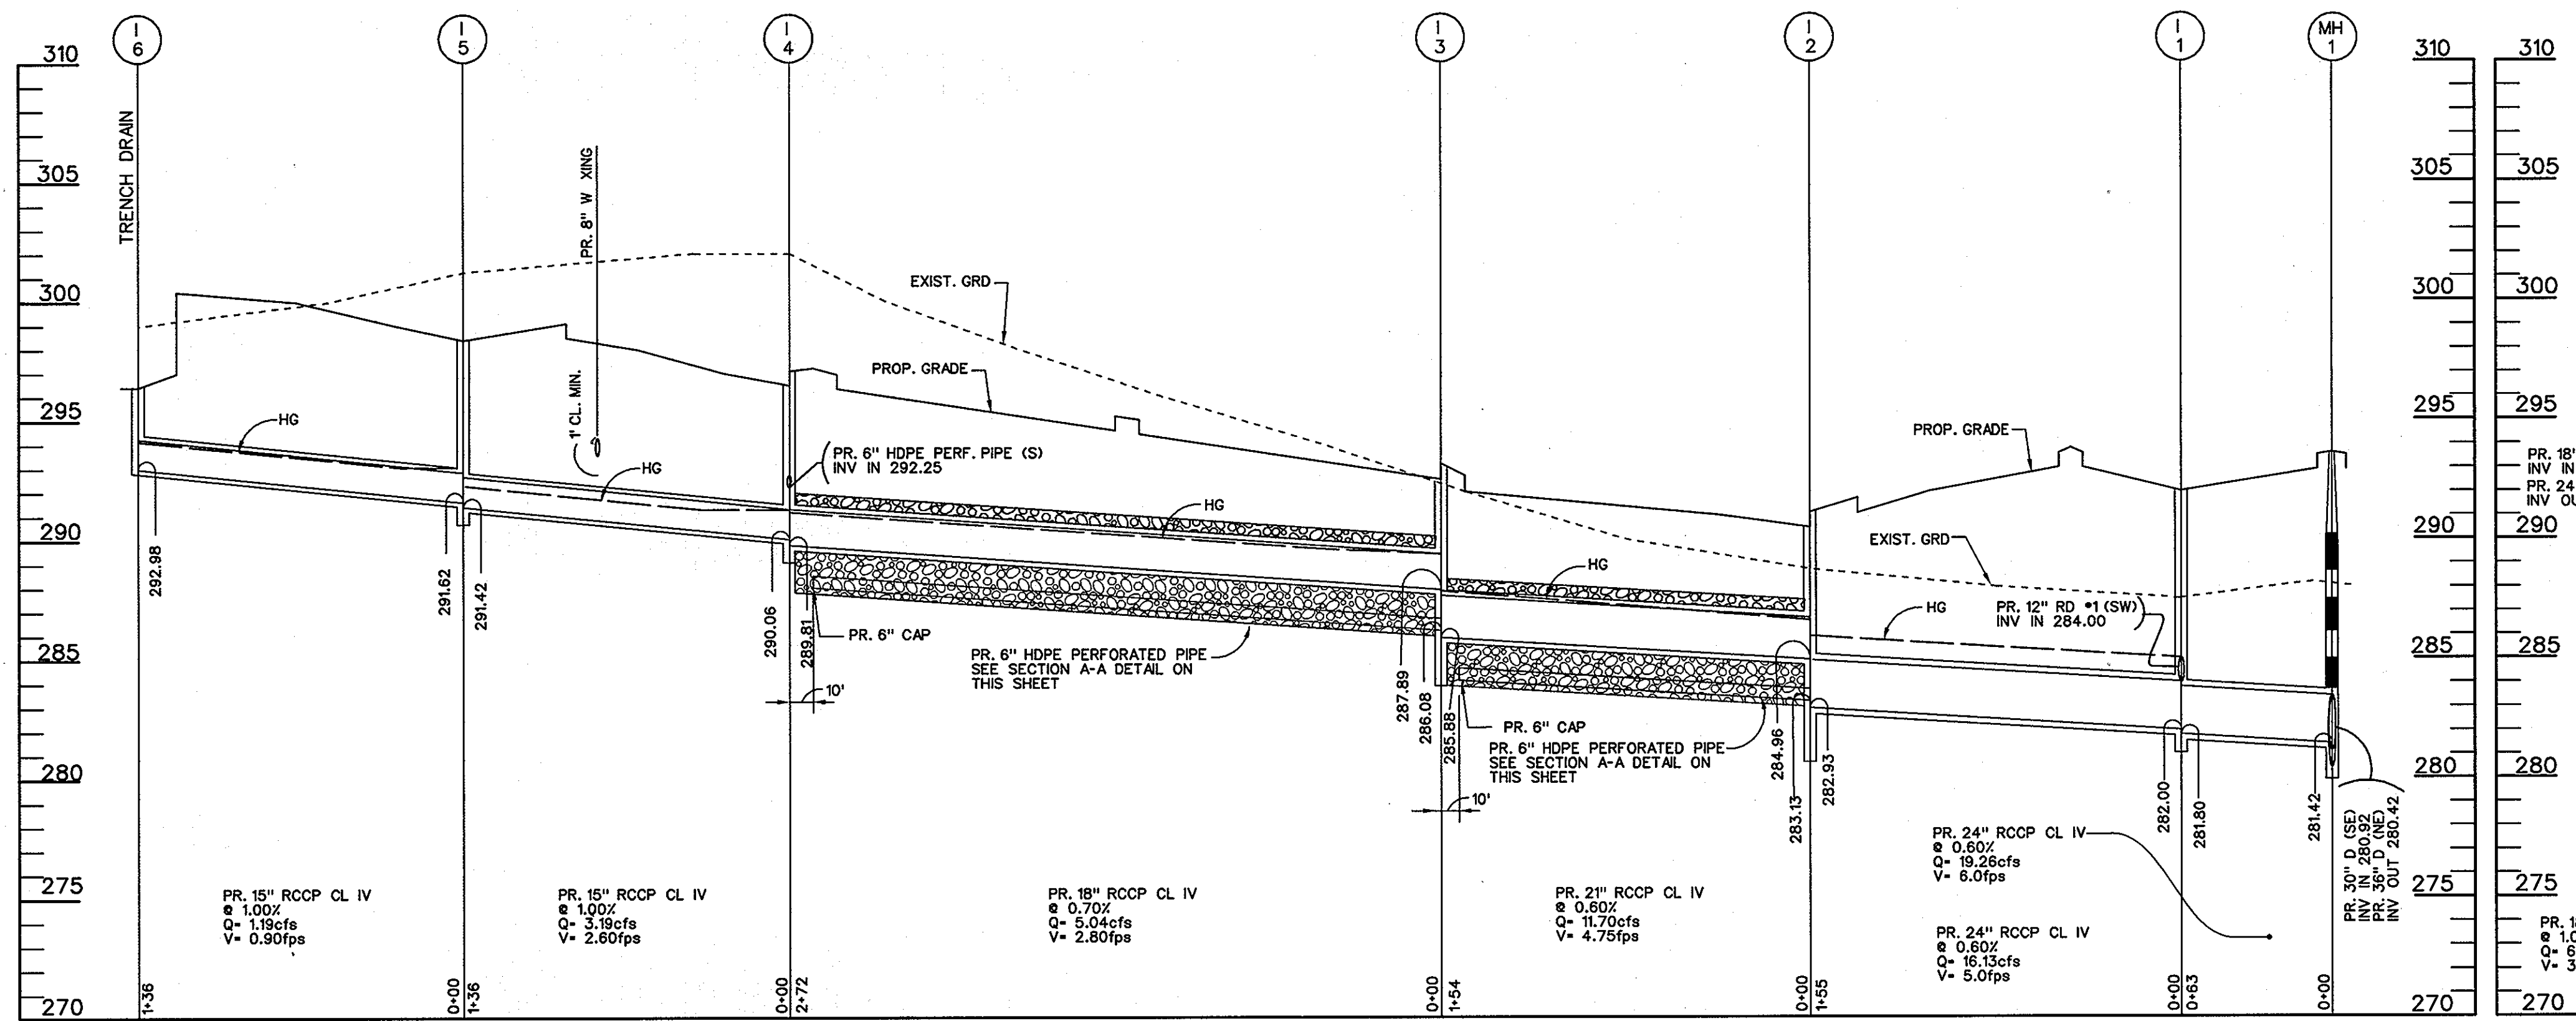 I
6
I
5
I
4
I
3
I
2
I
1
MH
1
310
305
300
295
290
285
280
275
270
310
305
300
295
290
285
280
275
270
310
305
300
295
290
285
280
275
270
TRENCH DRAIN
PR. 8" W XING
1' CL. MIN.
EXIST. GRD
PROP. GRADE
HG
HG
PR. 6" HDPE PERF. PIPE (S)
INV IN 292.25
HG
PR. 6" CAP
10'
PR. 6" HDPE PERFORATED PIPE
SEE SECTION A-A DETAIL ON
THIS SHEET
HG
PR. 6" CAP
PR. 6" HDPE PERFORATED PIPE
SEE SECTION A-A DETAIL ON
THIS SHEET
10'
PROP. GRADE
EXIST. GRD
HG
PR. 12" RD #1 (SW)
INV IN 284.00
292.98
291.62
291.42
290.06
289.81
287.89
286.08
285.88
284.96
283.13
282.93
282.00
281.80
281.42
PR. 30" D (SE)
INV IN 280.92
PR. 36" D (NE)
INV OUT 280.42
PR. 15" RCCP CL IV
@ 1.00%
Q= 1.19cfs
V= 0.90fps
PR. 15" RCCP CL IV
@ 1.00%
Q= 3.19cfs
V= 2.60fps
PR. 18" RCCP CL IV
@ 0.70%
Q= 5.04cfs
V= 2.80fps
PR. 21" RCCP CL IV
@ 0.60%
Q= 11.70cfs
V= 4.75fps
PR. 24" RCCP CL IV
@ 0.60%
Q= 19.26cfs
V= 6.0fps
PR. 24" RCCP CL IV
@ 0.60%
Q= 16.13cfs
V= 5.0fps
1+36
0+00
1+36
0+00
2+72
0+00
1+54
0+00
1+55
0+00
0+63
0+00
PR. 18"
INV IN
PR. 24
INV
PR.
@
Q=
V=